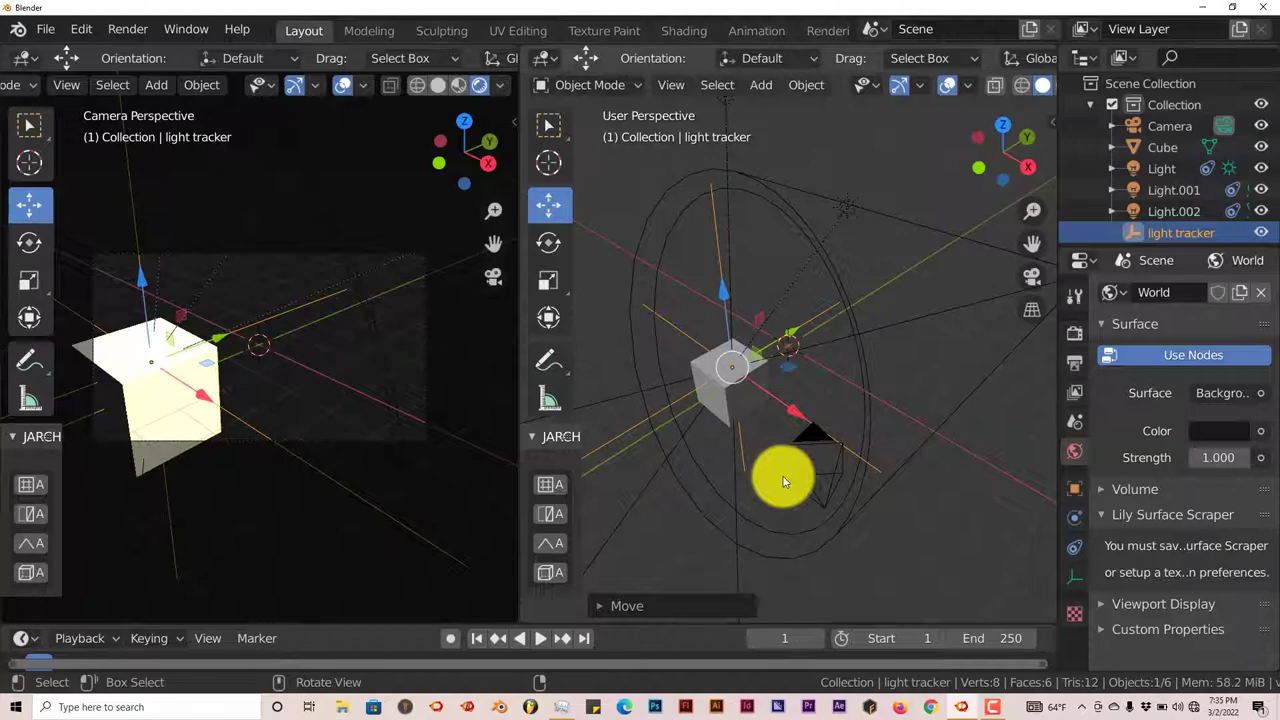 Blender
File Edit Render Window Help Layout Modeling Sculpting UV Editing Texture Paint Shading Animation Renderi Scene View Layer
Orientation: Default Drag: Select Box
Orientation: Default Drag: Select Box Globa
ode View Select Add Object
Object Mode View Select Add Object
Camera Perspective
(1) Collection | light tracker
User Perspective
(1) Collection | light tracker
Z Y X
Z Y X
JARCH
A
A
A
A
JARCH
A
A
A
A
Move
Scene Collection
Collection
Camera
Cube
Light
Light.001
Light.002
light tracker
Scene World
World
Surface
Use Nodes
Surface Backgro..
Color
Strength 1.000
Volume
Lily Surface Scraper
You must sav..urface Scraper
or setup a tex..n preferences.
Viewport Display
Custom Properties
Playback Keying View Marker 1 Start 1 End 250
Select Box Select Rotate View Collection | light tracker | Verts:8 | Faces:6 | Tris:12 | Objects:1/6 | Mem: 58.2 MiB | v
Type here to search
64°F
7:35 PM
3/2/2022